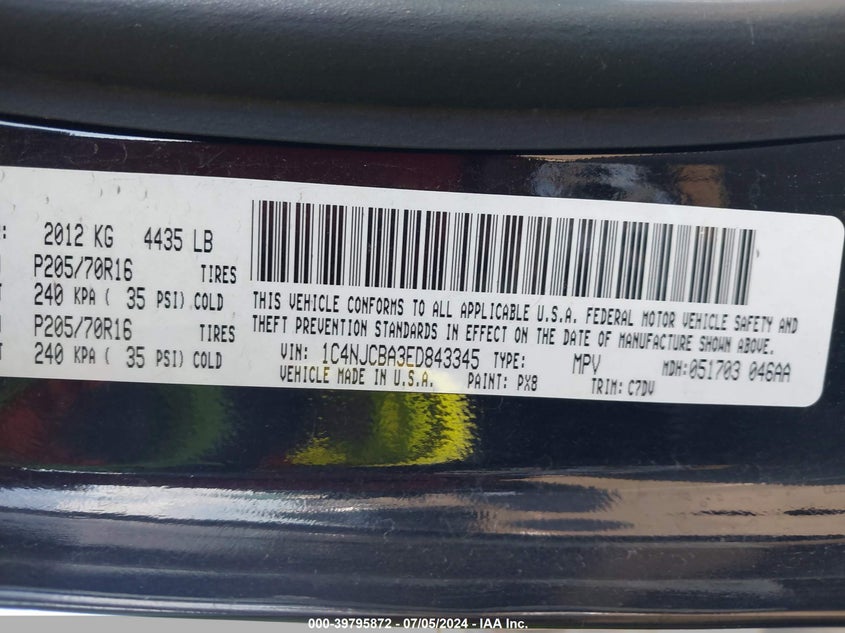 : 2012 KG 4435 LB
P205/70R16 TIRES
240 KPA ( 35 PSI) COLD
P205/70R16 TIRES
240 KPA ( 35 PSI) COLD
THIS VEHICLE CONFORMS TO ALL APPLICABLE U.S.A. FEDERAL MOTOR VEHICLE SAFETY AND
THEFT PREVENTION STANDARDS IN EFFECT ON THE DATE OF MANUFACTURE SHOWN ABOVE.
VIN: 1C4NJCBA3ED843345 TYPE: MPV MDH:051703 046AA
VEHICLE MADE IN U.S.A. PAINT: PX8 TRIM: C7DV
000-39795872 / 07/05/2024 - IAA Inc.